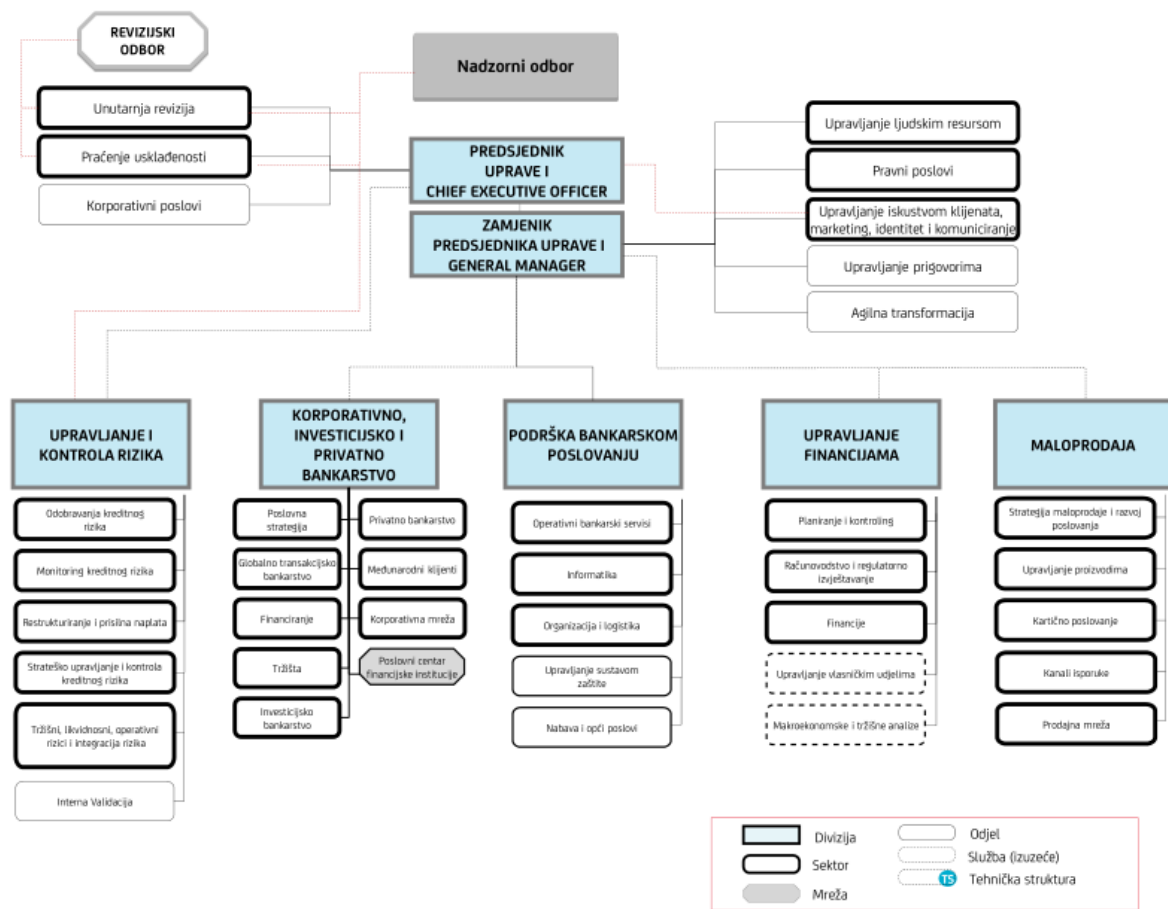 REVIZIJSKI
ODBOR
Nadzorni odbor
Unutarnja revizija
Praćenje usklađenosti
Korporativni poslovi
PREDSJEDNIK
UPRAVE I
CHIEF EXECUTIVE OFFICER
ZAMJENIK
PREDSJEDNIKA UPRAVE I
GENERAL MANAGER
Upravljanje ljudskim resursom
Pravni poslovi
Upravljanje iskustvom klijenata,
marketing, identitet i komuniciranje
Upravljanje prigovorima
Agilna transformacija
UPRAVLJANJE I
KONTROLA RIZIKA
Odobravanja kreditnog
rizika
Monitoring kreditnog rizika
Restrukturiranje i prisilna naplata
Strateško upravljanje i kontrola
kreditnog rizika
Tržišni, likvidnosni, operativni
rizici i integracija rizika
Interna Validacija
KORPORATIVNO,
INVESTICIJSKO I
PRIVATNO
BANKARSTVO
Poslovna
strategija
Privatno bankarstvo
Globalno transakcijsko
bankarstvo
Međunarodni klijenti
Financiranje
Korporativna mreža
Tržišta
Poslovni centar
financijske institucije
Investicijsko
bankarstvo
PODRŠKA BANKARSKOM
POSLOVANJU
Operativni bankarski servisi
Informatika
Organizacija i logistika
Upravljanje sustavom
zaštite
Nabava i opći poslovi
UPRAVLJANJE
FINANCIJAMA
Planiranje i kontroling
Računovodstvo i regulatorno
izvještavanje
Financije
Upravljanje vlasničkim udjelima
Makroekonomske i tržišne analize
MALOPRODAJA
Strategija maloprodaje i razvoj
poslovanja
Upravljanje proizvodima
Kartično poslovanje
Kanali isporuke
Prodajna mreža
Divizija
Sektor
Mreža
Odjel
Služba (izuzeće)
TS Tehnička struktura